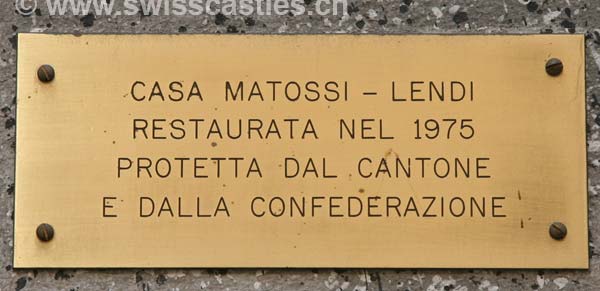 © www.swisscastles.ch
CASA MATOSSI – LENDI
RESTAURATA NEL 1975
PROTETTA DAL CANTONE
E DALLA CONFEDERAZIONE